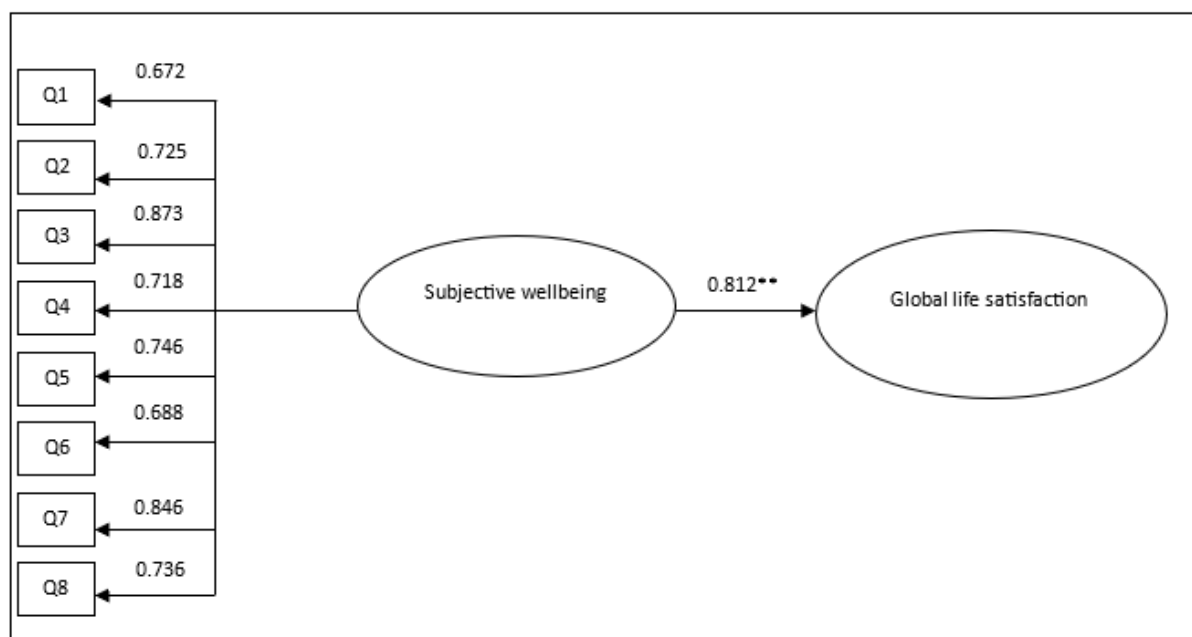 0.672
Q1
0.725
Q2
0.873
Q3
0.718
Q4
0.746
Q5
0.688
Q6
0.846
Q7
0.736
Q8
Subjective wellbeing
0.812**
Global life satisfaction